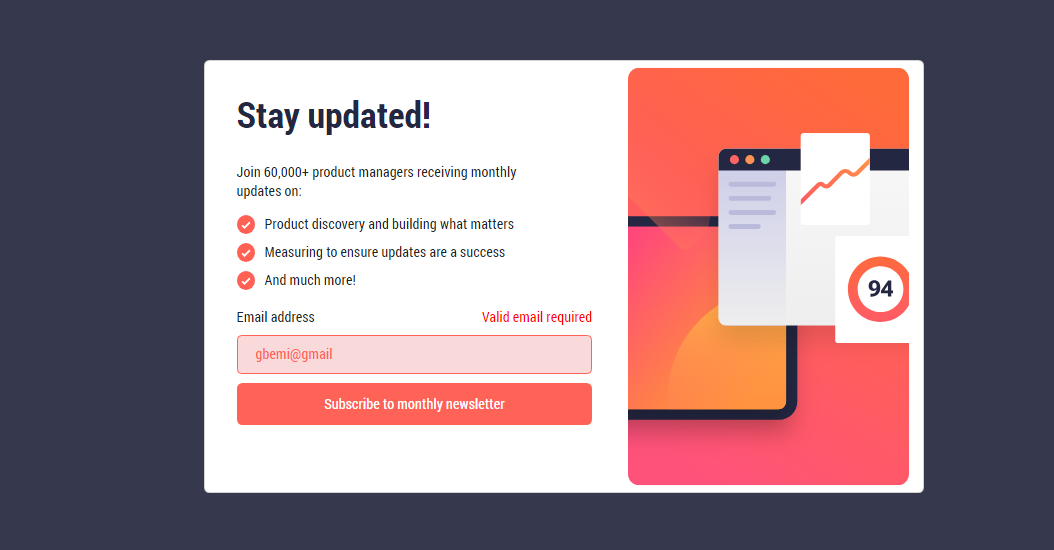 Stay updated!
Join 60,000+ product managers receiving monthly
updates on:
Product discovery and building what matters
Measuring to ensure updates are a success
And much more!
Email address Valid email required
gbemi@gmail
Subscribe to monthly newsletter
94